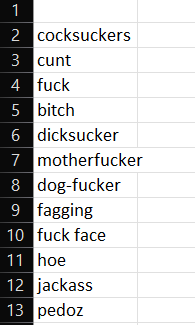 1
2 cocksuckers
3 cunt
4 fuck
5 bitch
6 dicksucker
7 motherfucker
8 dog-fucker
9 fagging
10 fuck face
11 hoe
12 jackass
13 pedoz